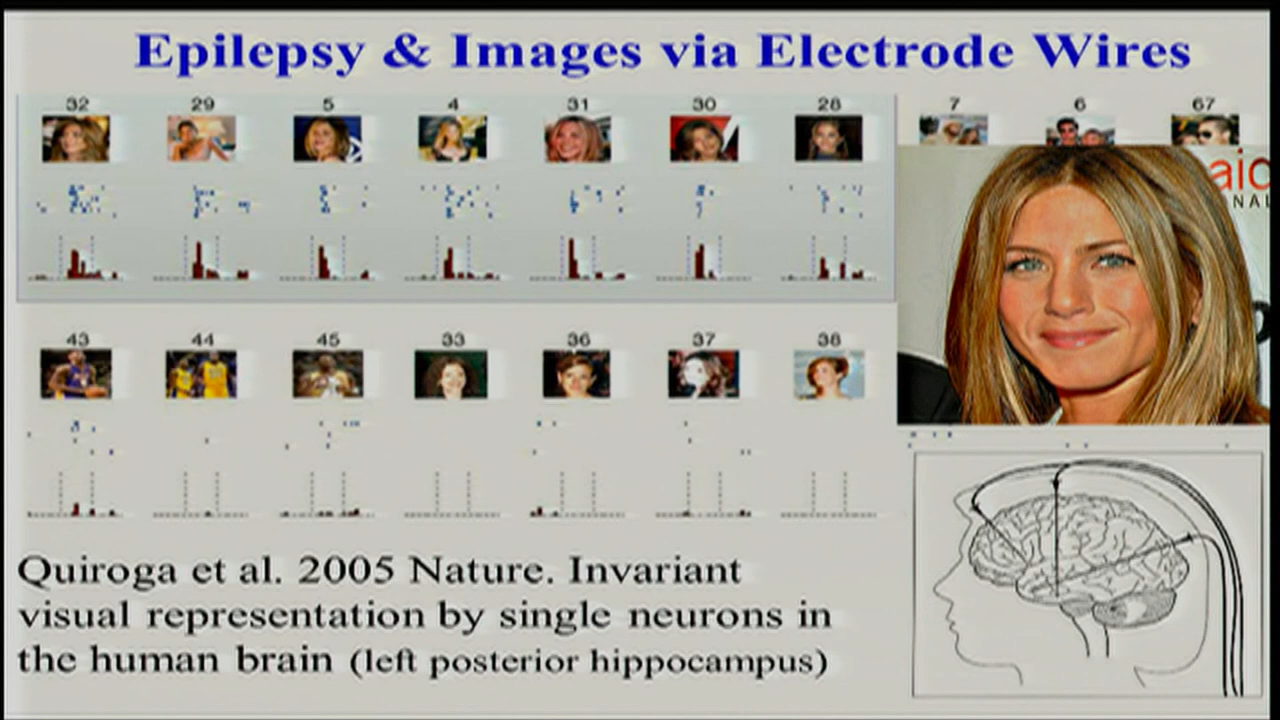 Epilepsy & Images via Electrode Wires
32 29 5 4 31 30 28 7 6 67
aid
NAL
43 44 45 33 36 37 38
Quiroga et al. 2005 Nature. Invariant
visual representation by single neurons in
the human brain (left posterior hippocampus)